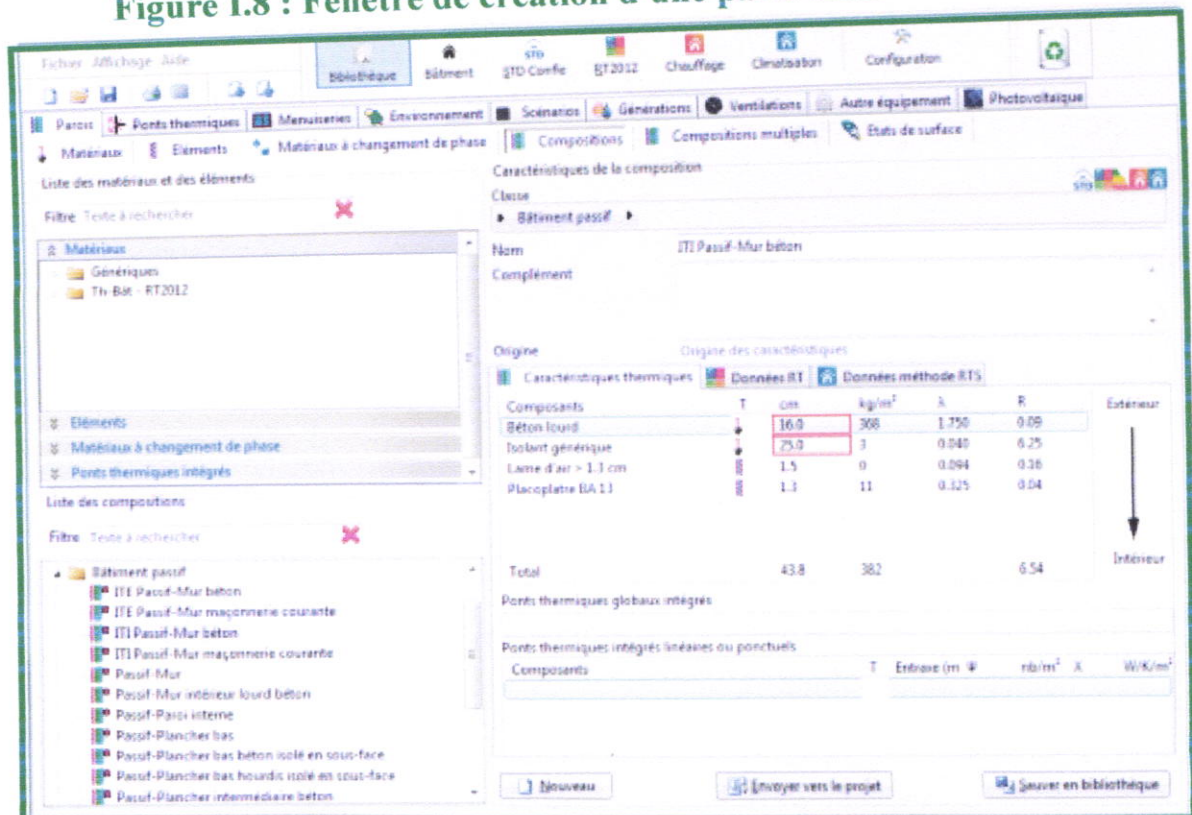 Figure I.8 : Fenêtre de création d'une
Fichier Affichage Aide
Bibliothèque Bâtiment STD-Comfie RT2012 Chauffage Climatisation Configuration
Parois Ponts thermiques Menuiseries Environnement Scénarios Générations Ventilations Autre équipement Photovoltaïque
Matériaux Elements Matériaux à changement de phase Compositions Compositions multiples Etats de surface
Liste des matériaux et des éléments
Filtre Texte à rechercher
Matériaux
Génériques
Th-Bât - RT2012
Eléments
Matériaux à changement de phase
Ponts thermiques intégrés
Liste des compositions
Filtre Texte à rechercher
Bâtiment passif
ITE Passif-Mur béton
ITE Passif-Mur maçonnerie courante
ITI Passif-Mur béton
ITI Passif-Mur maçonnerie courante
Passif-Mur
Passif-Mur intérieur lourd béton
Passif-Paroi interne
Passif-Plancher bas
Passif-Plancher bas béton isolé en sous-face
Passif-Plancher bas hourdis isolé en sous-face
Passif-Plancher intermédiaire béton
Caractéristiques de la composition
STD
Classe
Bâtiment passif
Nom ITI Passif-Mur béton
Complément
Origine Origine des caractéristiques
Caractéristiques thermiques Données RT Données méthode RTS
Composants T cm kg/m² λ R Extérieur
Béton lourd 16.0 368 1.750 0.09
Isolant générique 25.0 3 0.040 6.25
Lame d'air > 1.3 cm 1.5 0 0.094 0.16
Placoplatre BA 13 1.3 11 0.325 0.04
Total 43.8 382 6.54 Intérieur
Ponts thermiques globaux intégrés
Ponts thermiques intégrés linéaires ou ponctuels
Composants T Entraxe (m Ψ nb/m² X W/K/m²
Nouveau Envoyer vers le projet Sauver en bibliothèque